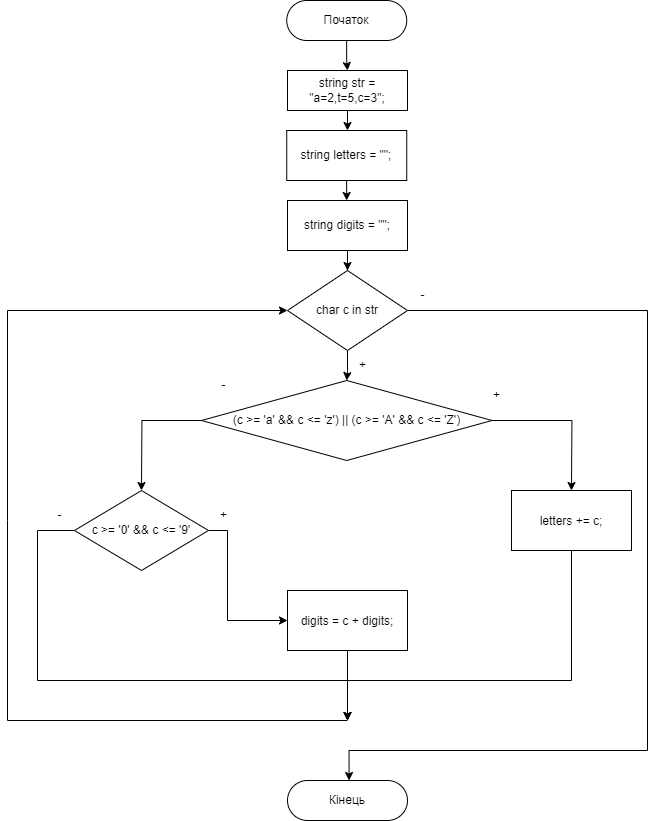 Початок
string str =
"a=2,t=5,c=3";
string letters = "";
string digits = "";
char c in str
-
+
-
+
(c >= 'a' && c <= 'z') || (c >= 'A' && c <= 'Z')
-
+
c >= '0' && c <= '9'
letters += c;
digits = c + digits;
Кінець